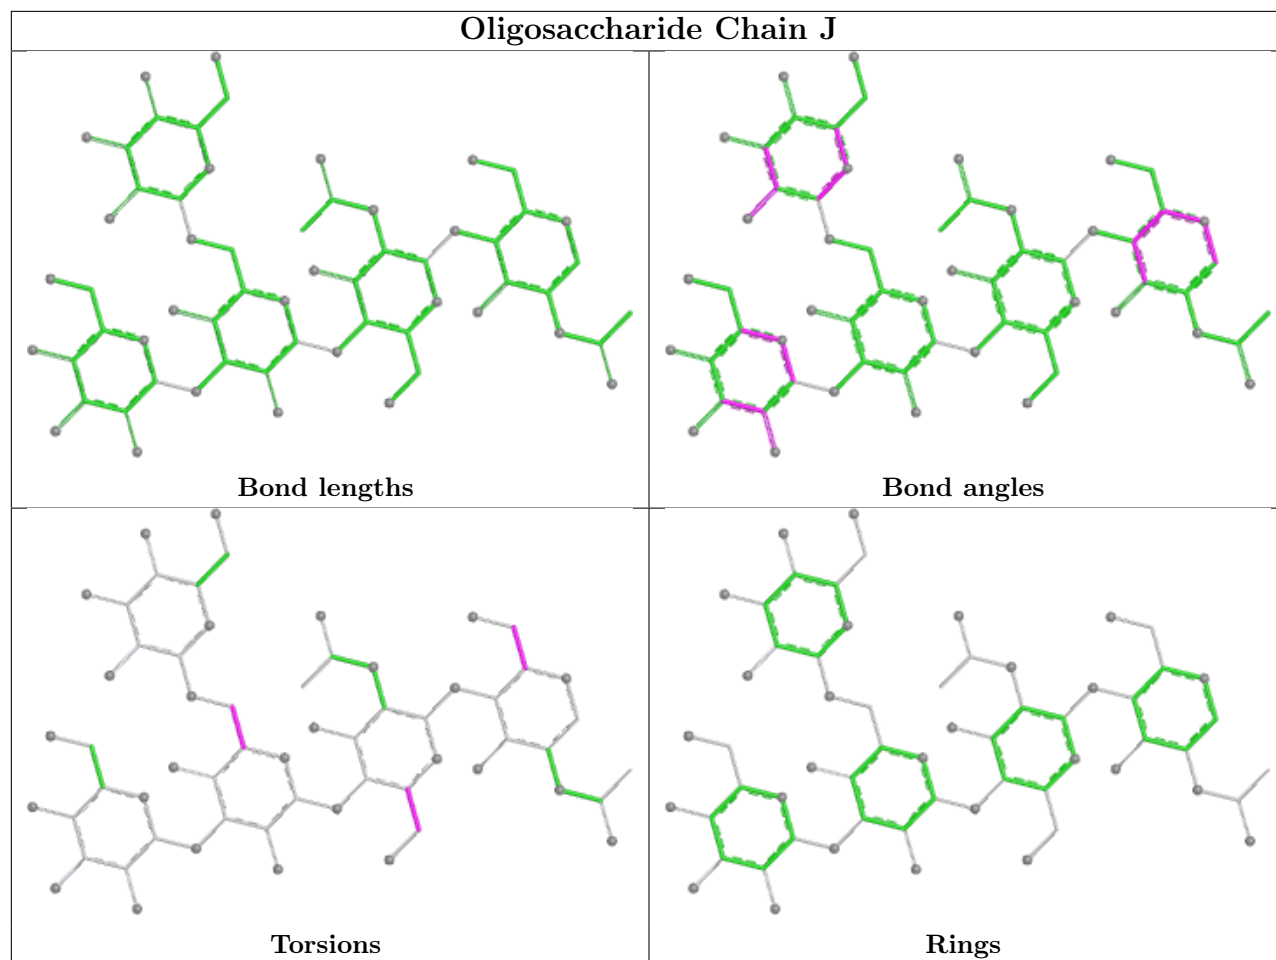 Oligosaccharide Chain J
Bond lengths
Bond angles
Torsions
Rings